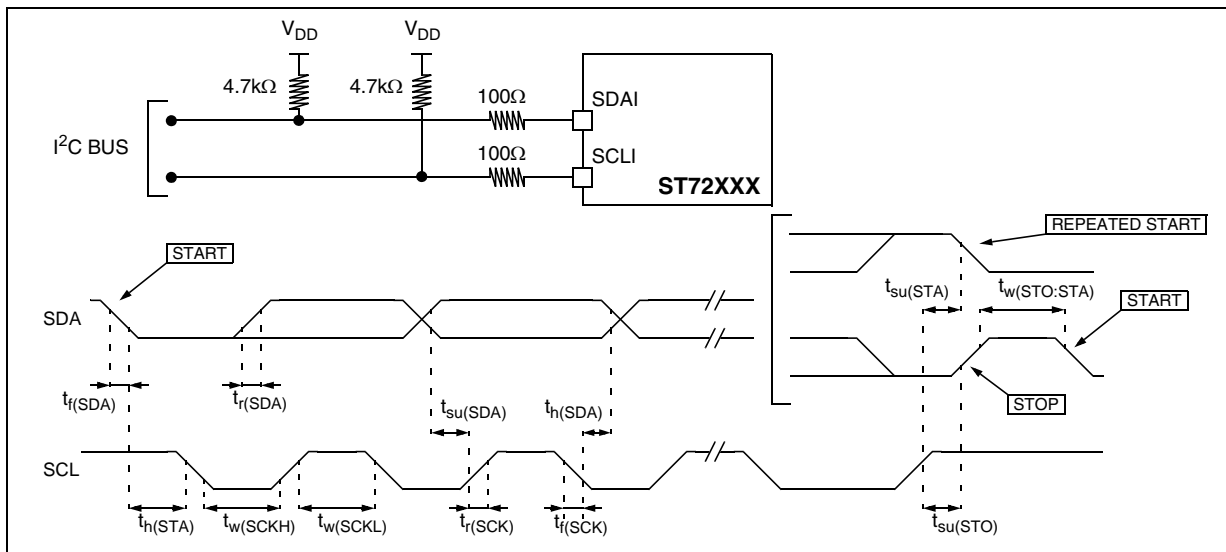 V_DD V_DD
4.7kΩ 4.7kΩ
100Ω SDAI
I²C BUS
100Ω SCLI
ST72XXX
REPEATED START
START
t_su(STA) t_w(STO:STA) START
SDA
t_f(SDA) t_r(SDA)
t_su(SDA) t_h(SDA)
STOP
SCL
t_h(STA) t_w(SCKH) t_w(SCKL) t_r(SCK) t_f(SCK) t_su(STO)